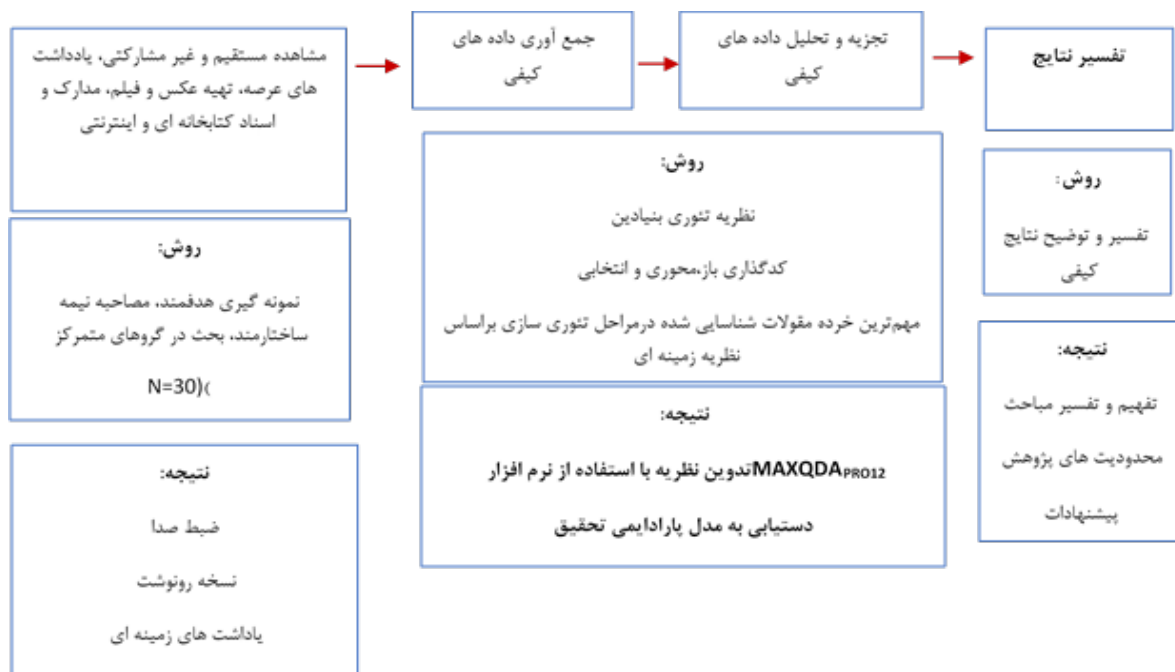 مشاهده مستقیم و غیر مشارکتی، یادداشت
های عرصه، تهیه عکس و فیلم، مدارک و
اسناد کتابخانه ای و اینترنتی
جمع آوری داده های
کیفی
تجزیه و تحلیل داده های
کیفی
تفسیر نتایج
روش:
نمونه گیری هدفمند، مصاحبه نیمه
ساختارمند، بحث در گروهای متمرکز
N=30)(
نتیجه:
ضبط صدا
نسخه رونوشت
یاداشت های زمینه ای
روش:
نظریه تئوری بنیادین
کدگذاری باز،محوری و انتخابی
مهم‌ترین خرده مقولات شناسایی شده درمراحل تئوری سازی براساس
نظریه زمینه ای
نتیجه:
MAXQDAPRO12تدوین نظریه با استفاده از نرم افزار
دستیابی به مدل پارادایمی تحقیق
روش:
تفسیر و توضیح نتایج
کیفی
نتیجه:
تفهیم و تفسیر مباحث
محدودیت های پژوهش
پیشنهادات